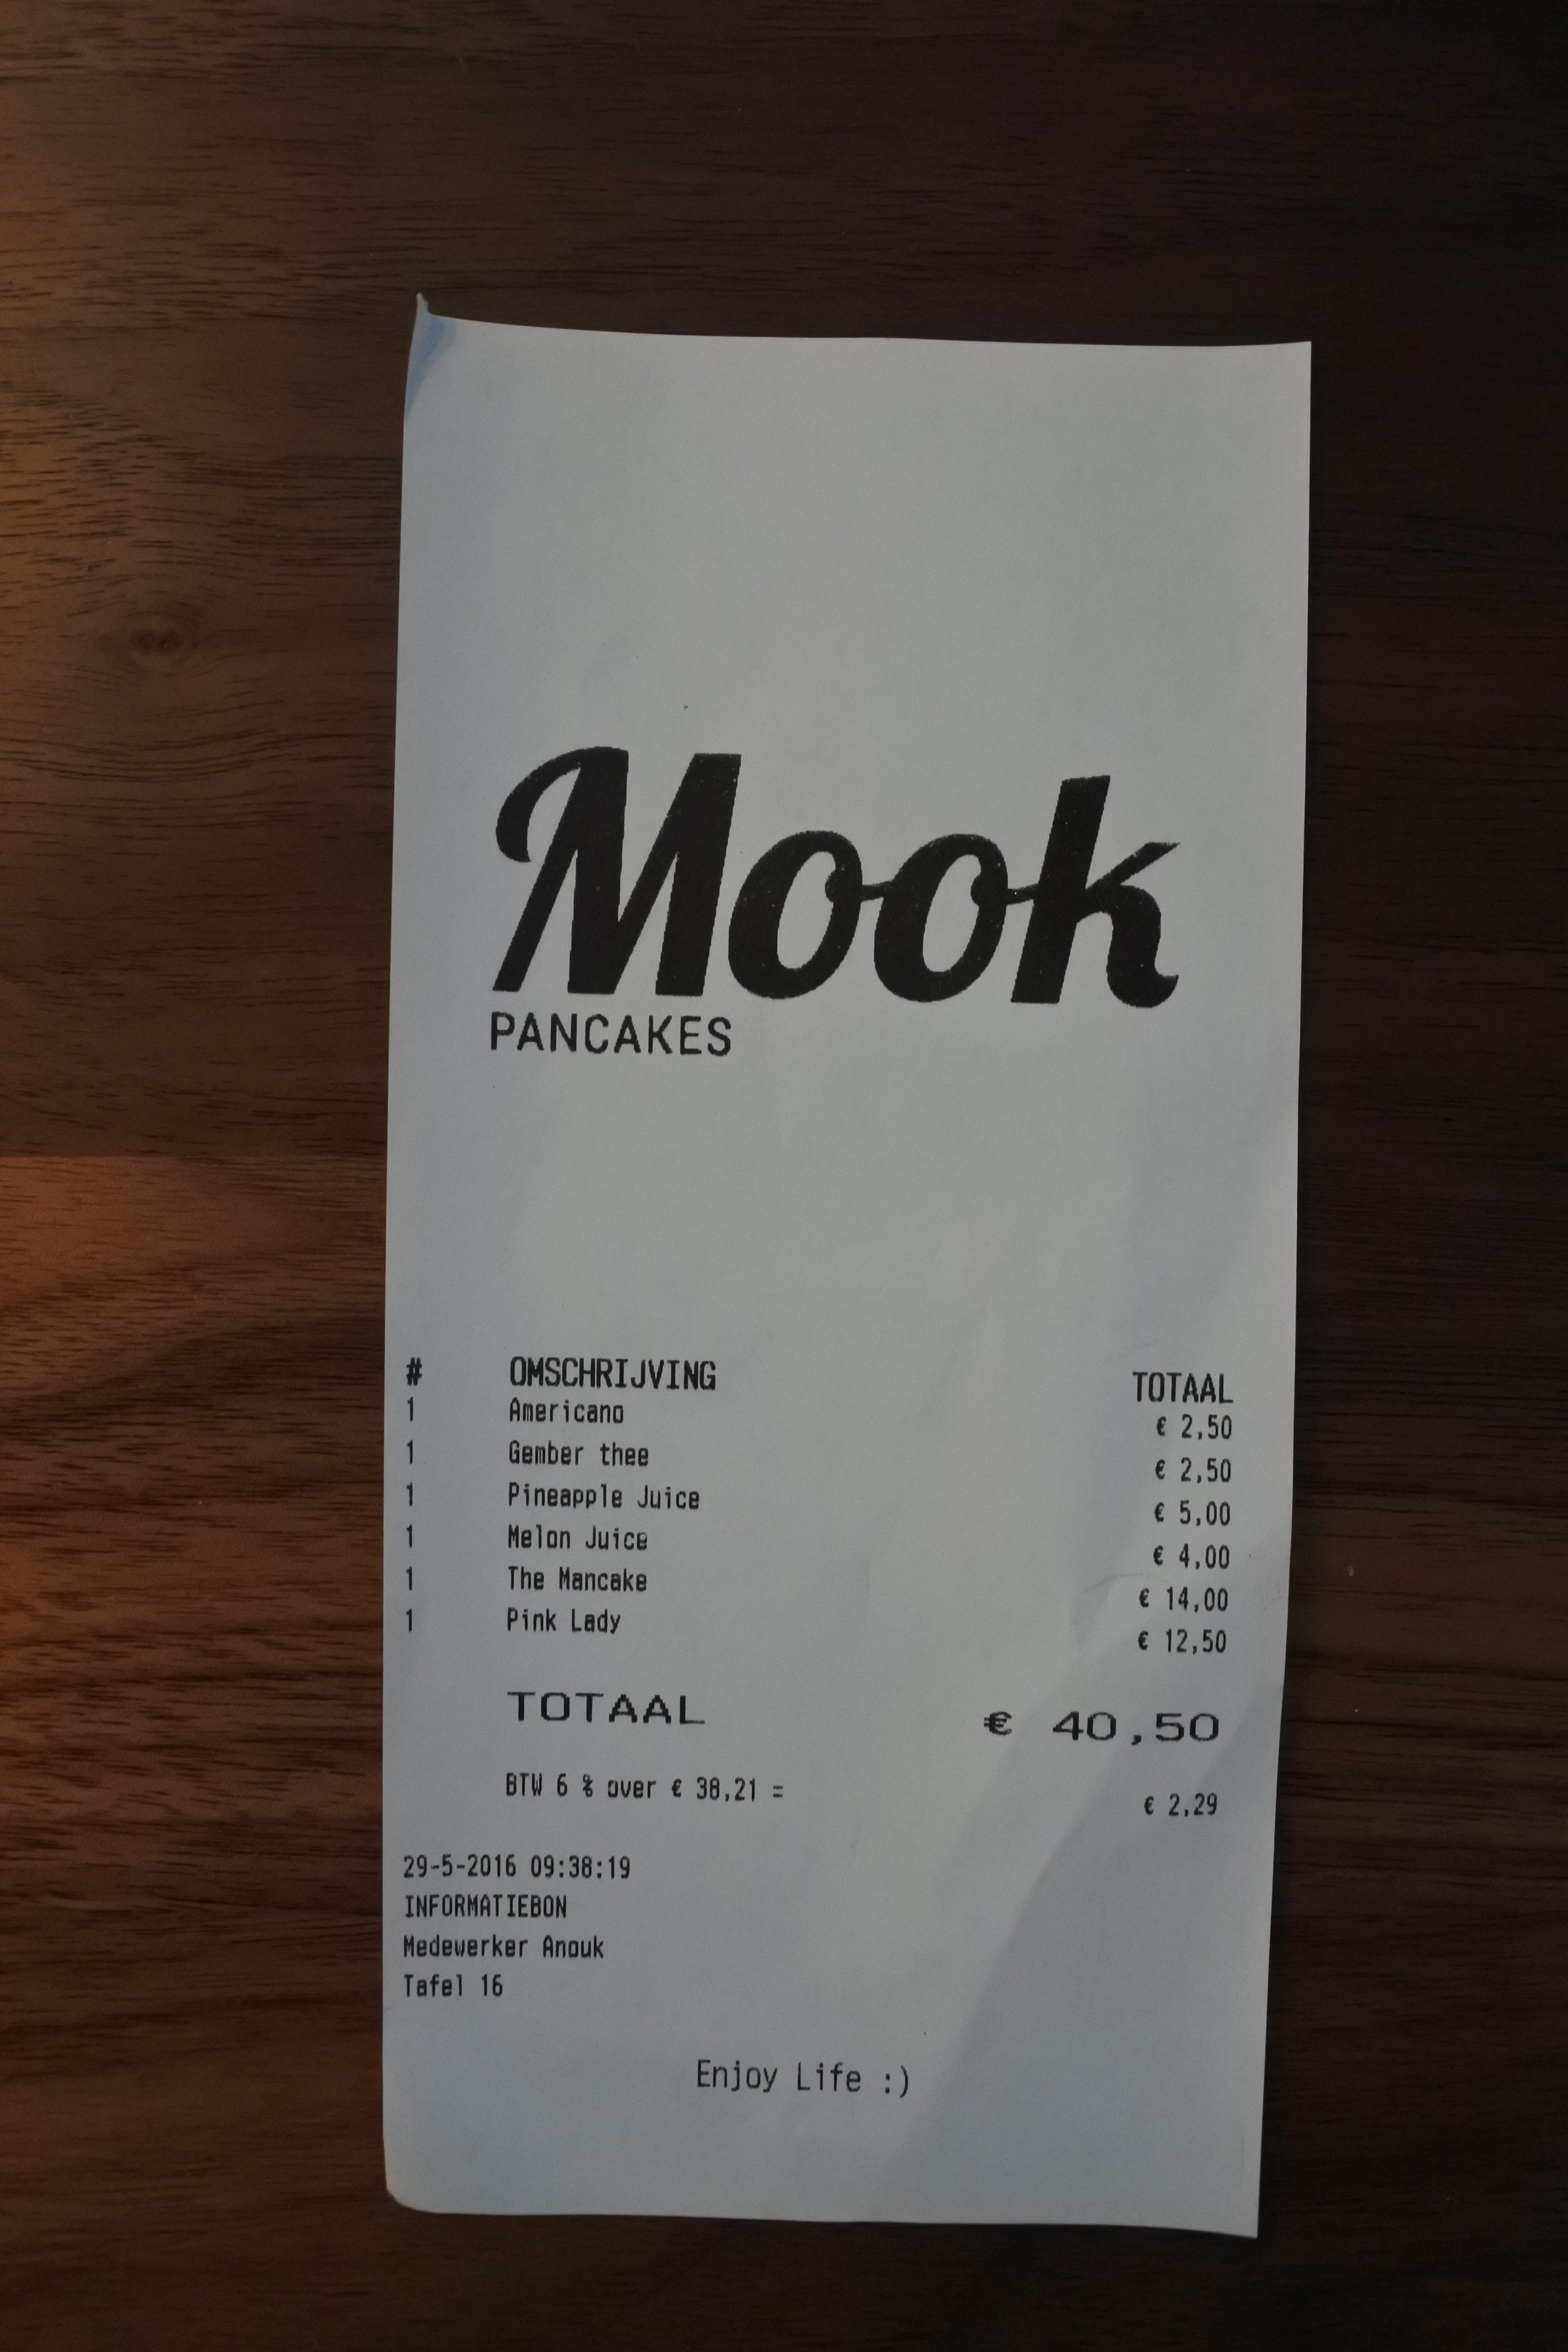 Mook
PANCAKES
# OMSCHRIJVING TOTAAL
1 Americano € 2,50
1 Gember thee € 2,50
1 Pineapple Juice € 5,00
1 Melon Juice € 4,00
1 The Mancake € 14,00
1 Pink Lady € 12,50
TOTAAL € 40,50
BTW 6 % over € 38,21 = € 2,29
29-5-2016 09:38:19
INFORMATIEBON
Medewerker Anouk
Tafel 16
Enjoy Life :)